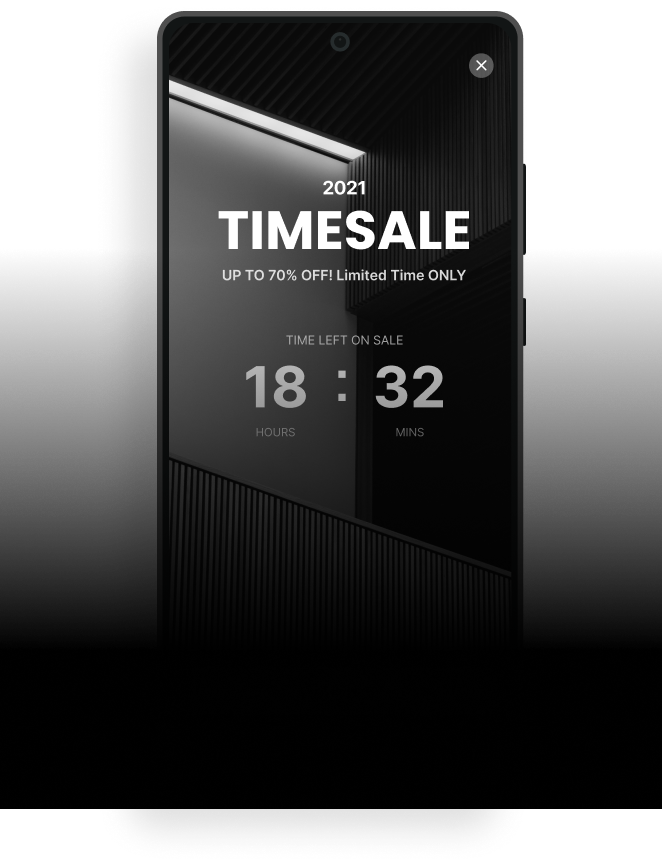 2021
TIMESALE
UP TO 70% OFF! Limited Time ONLY
TIME LEFT ON SALE
18 : 32
HOURS MINS